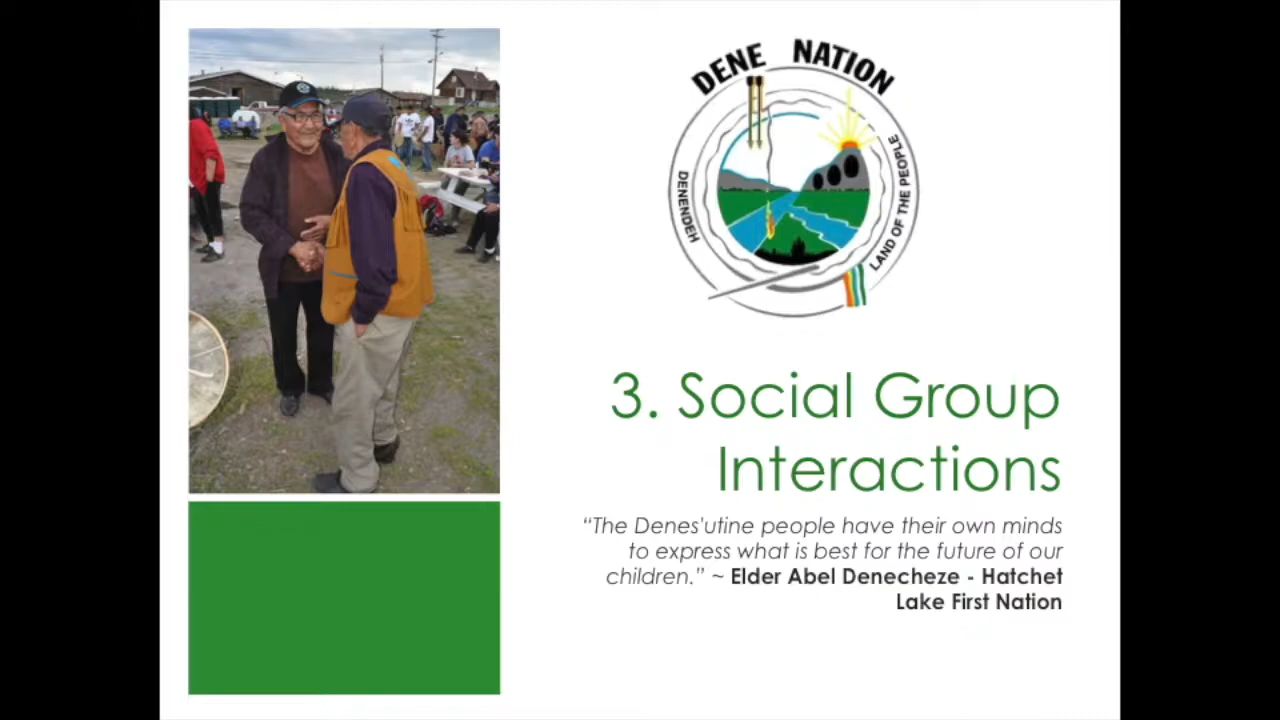 DENE NATION
DENENDEH
LAND OF THE PEOPLE
3. Social Group
Interactions
“The Denes'utine people have their own minds
to express what is best for the future of our
children.” ~ Elder Abel Denecheze - Hatchet
Lake First Nation